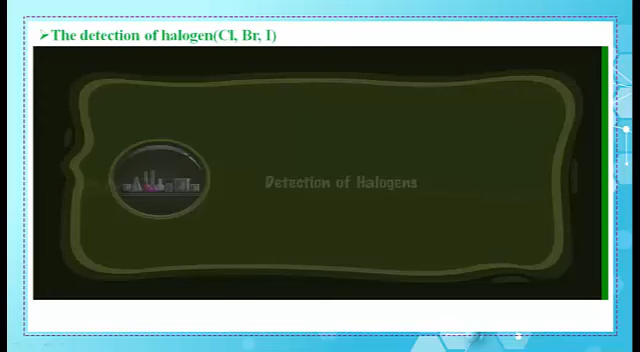 ➢The detection of halogen(Cl, Br, I)
Detection of Halogens